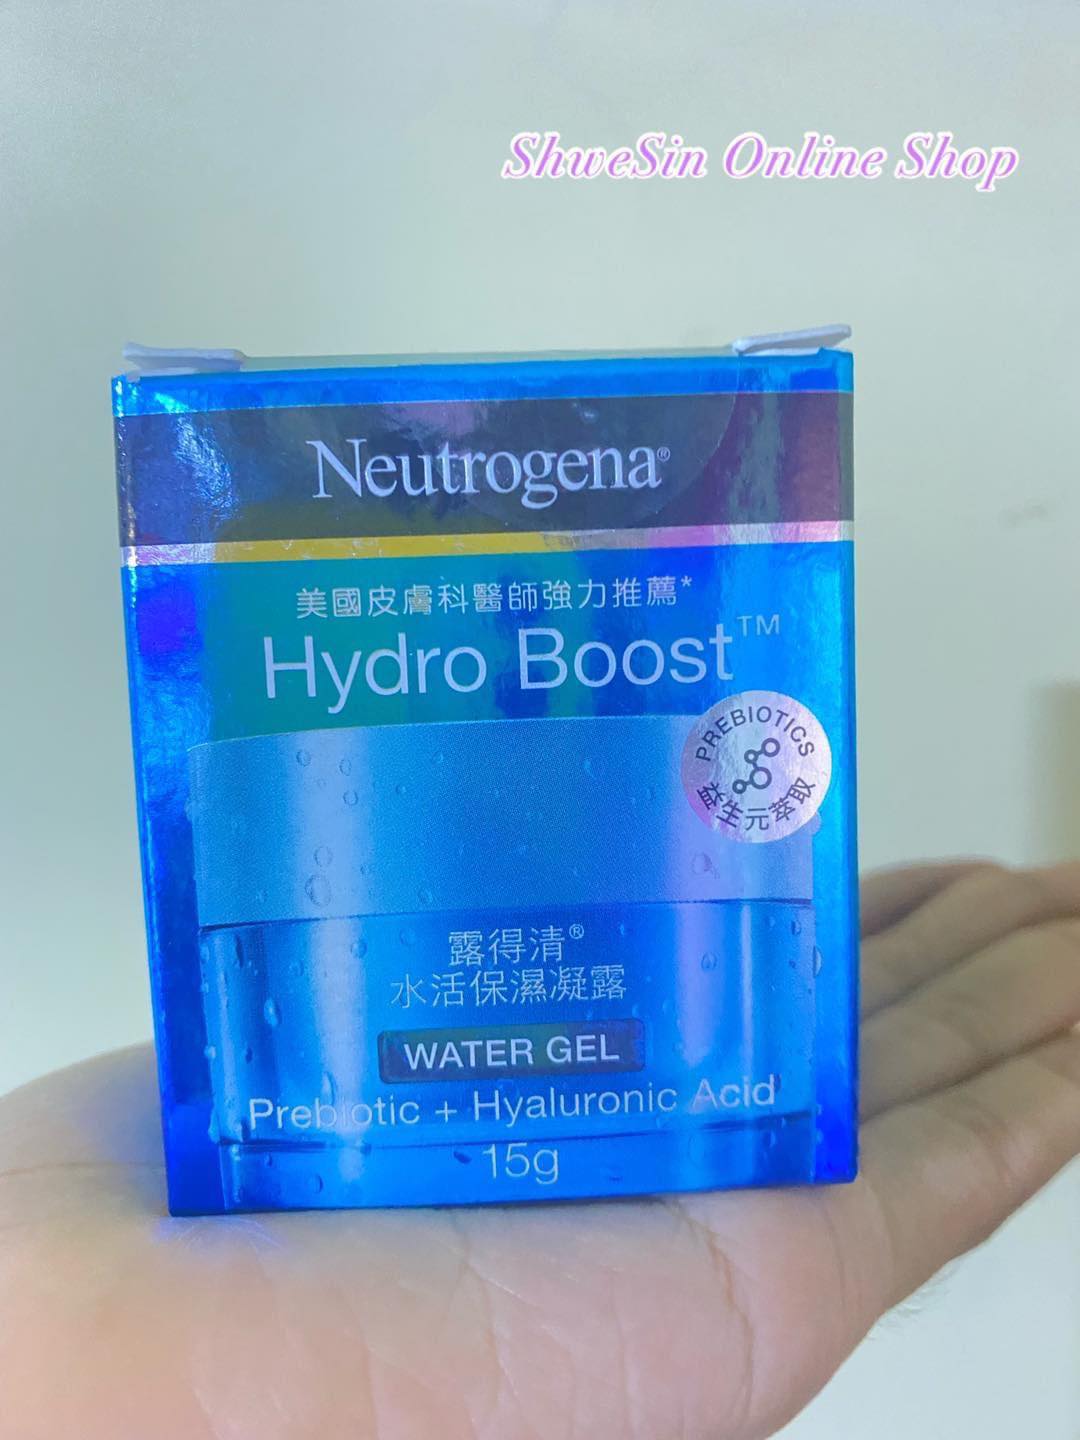 ShweSin Online Shop
Neutrogena®
美國皮膚科醫師強力推薦*
Hydro Boost™
PREBIOTICS
益生元萃取
露得清®
水活保濕凝露
WATER GEL
Prebiotic + Hyaluronic Acid
15g